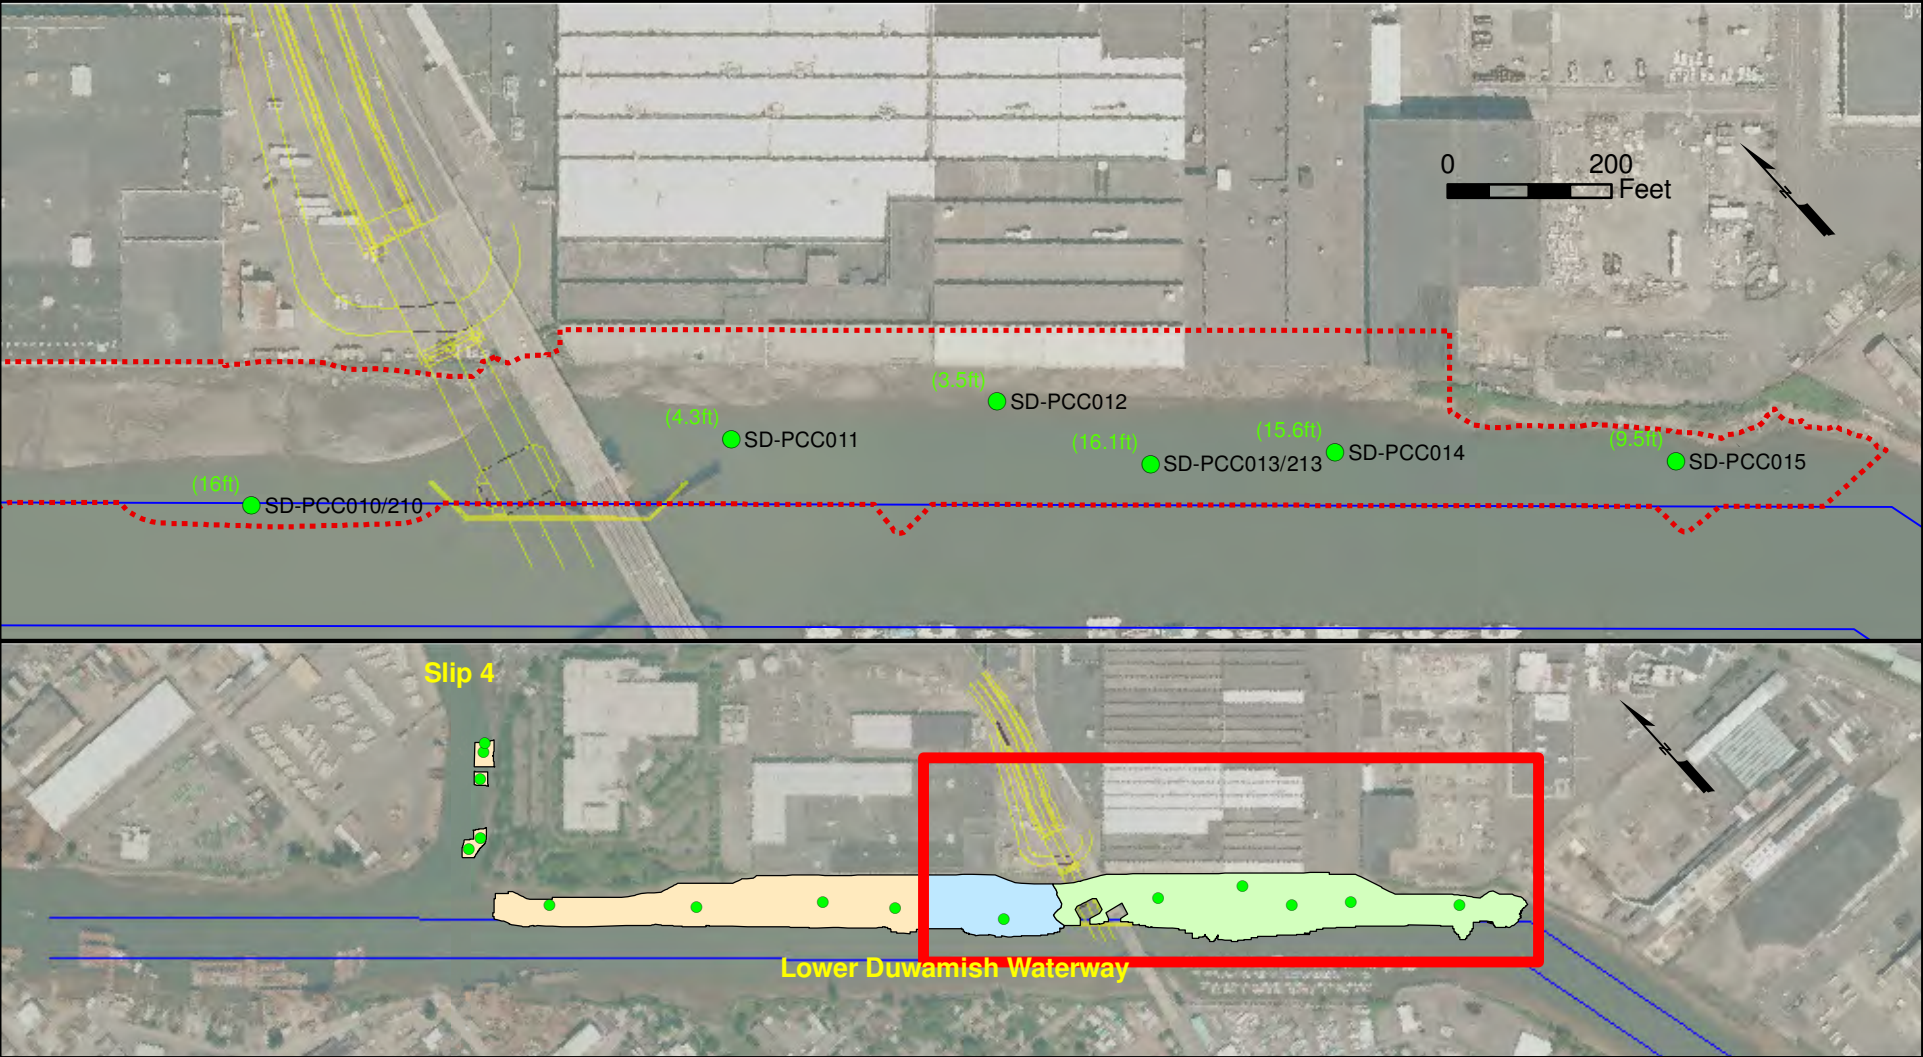 0 200
Feet
N
(3.5ft)
SD-PCC012
(4.3ft)
SD-PCC011
(16.1ft)
SD-PCC013/213
(15.6ft)
SD-PCC014
(9.5ft)
SD-PCC015
(16ft)
SD-PCC010/210
Slip 4
N
Lower Duwamish Waterway